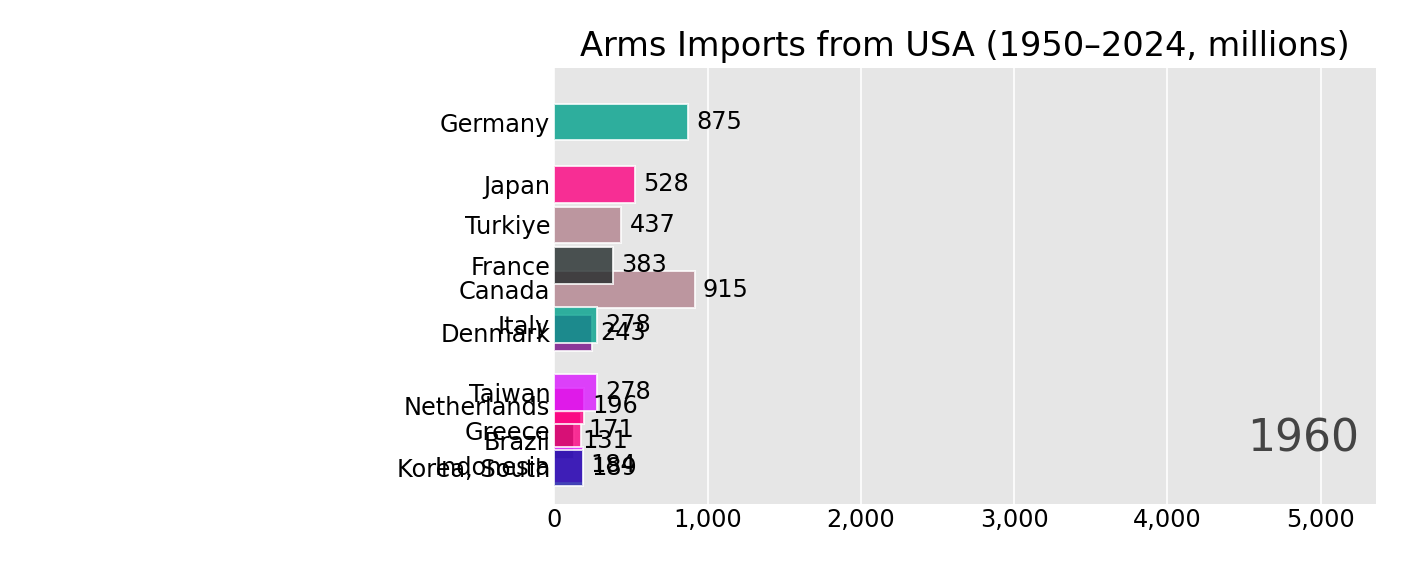 Arms Imports from USA (1950–2024, millions)
Germany 875
Japan 528
Turkiye 437
France 383
Canada 915
Italy 278
Denmark 243
Taiwan 278
Netherlands 196
Greece 171
Brazil 131
Indonesia 184
Korea, South 189
1960
0 1,000 2,000 3,000 4,000 5,000